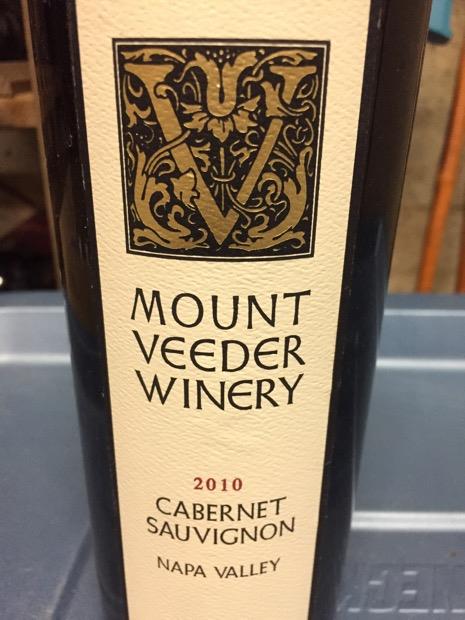 V
MOUNT
VEEDER
WINERY
2010
CABERNET
SAUVIGNON
NAPA VALLEY